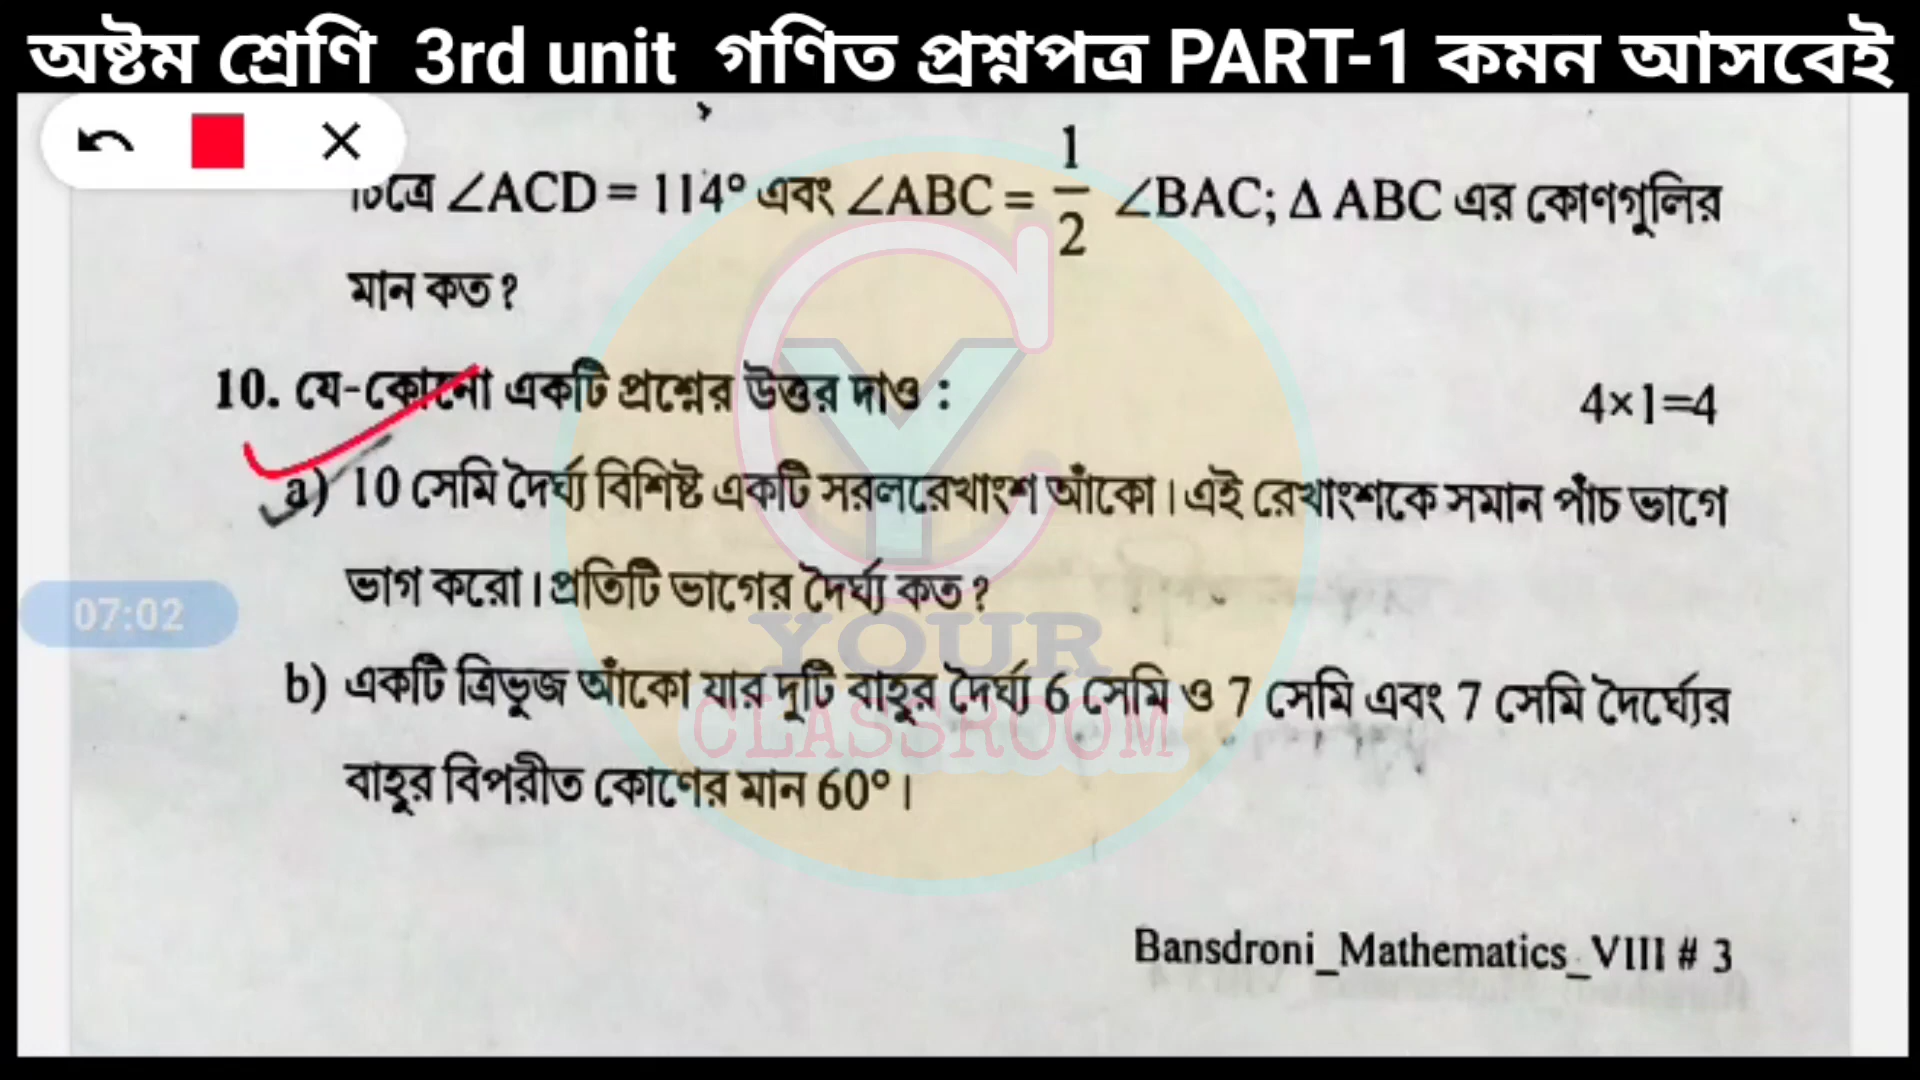 অষ্টম শ্রেণি 3rd unit গণিত প্রশ্নপত্র PART-1 কমন আসবেই
চিত্রে ∠ACD = 114° এবং ∠ABC = 1/2 ∠BAC; Δ ABC এর কোণগুলির
মান কত?
10. যে-কোনো একটি প্রশ্নের উত্তর দাও : 4×1=4
a) 10 সেমি দৈর্ঘ্য বিশিষ্ট একটি সরলরেখাংশ আঁকো। এই রেখাংশকে সমান পাঁচ ভাগে
ভাগ করো। প্রতিটি ভাগের দৈর্ঘ্য কত?
07:02
YOUR
b) একটি ত্রিভুজ আঁকো যার দুটি বাহুর দৈর্ঘ্য 6 সেমি ও 7 সেমি এবং 7 সেমি দৈর্ঘ্যের
CLASSROOM
বাহুর বিপরীত কোণের মান 60°।
Bansdroni_Mathematics_VIII # 3